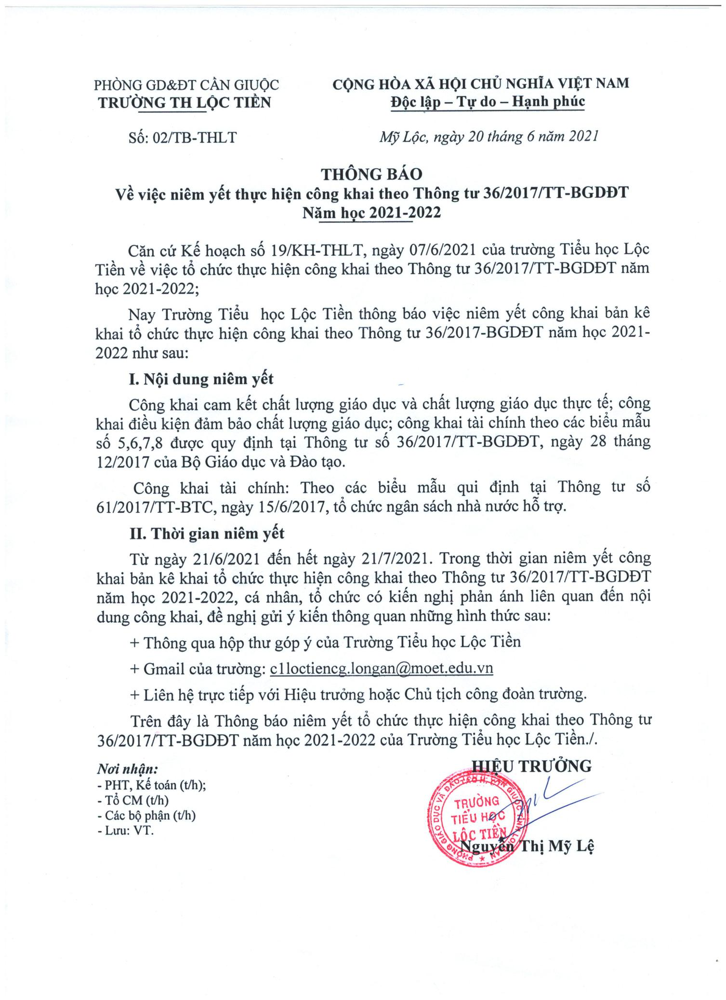 PHÒNG GD&ĐT CẦN GIUỘC
TRƯỜNG TH LỘC TIỀN
CỘNG HÒA XÃ HỘI CHỦ NGHĨA VIỆT NAM
Độc lập – Tự do – Hạnh phúc
Số: 02/TB-THLT
Mỹ Lộc, ngày 20 tháng 6 năm 2021
THÔNG BÁO
Về việc niêm yết thực hiện công khai theo Thông tư 36/2017/TT-BGDĐT
Năm học 2021-2022
Căn cứ Kế hoạch số 19/KH-THLT, ngày 07/6/2021 của trường Tiểu học Lộc
Tiền về việc tổ chức thực hiện công khai theo Thông tư 36/2017/TT-BGDĐT năm
học 2021-2022;
Nay Trường Tiểu học Lộc Tiền thông báo việc niêm yết công khai bản kê
khai tổ chức thực hiện công khai theo Thông tư 36/2017-BGDĐT năm học 2021-
2022 như sau:
I. Nội dung niêm yết
Công khai cam kết chất lượng giáo dục và chất lượng giáo dục thực tế; công
khai điều kiện đảm bảo chất lượng giáo dục; công khai tài chính theo các biểu mẫu
số 5,6,7,8 được quy định tại Thông tư số 36/2017/TT-BGDĐT, ngày 28 tháng
12/2017 của Bộ Giáo dục và Đào tạo.
Công khai tài chính: Theo các biểu mẫu qui định tại Thông tư số
61/2017/TT-BTC, ngày 15/6/2017, tổ chức ngân sách nhà nước hỗ trợ.
II. Thời gian niêm yết
Từ ngày 21/6/2021 đến hết ngày 21/7/2021. Trong thời gian niêm yết công
khai bản kê khai tổ chức thực hiện công khai theo Thông tư 36/2017/TT-BGDĐT
năm học 2021-2022, cá nhân, tổ chức có kiến nghị phản ánh liên quan đến nội
dung công khai, đề nghị gửi ý kiến thông quan những hình thức sau:
+ Thông qua hộp thư góp ý của Trường Tiểu học Lộc Tiền
+ Gmail của trường: c1loctiencg.longan@moet.edu.vn
+ Liên hệ trực tiếp với Hiệu trưởng hoặc Chủ tịch công đoàn trường.
Trên đây là Thông báo niêm yết tổ chức thực hiện công khai theo Thông tư
36/2017/TT-BGDĐT năm học 2021-2022 của Trường Tiểu học Lộc Tiền./.
Nơi nhận:
- PHT, Kế toán (t/h);
- Tổ CM (t/h)
- Các bộ phận (t/h)
- Lưu: VT.
HIỆU TRƯỞNG
PHÒNG GIÁO DỤC VÀ ĐÀO TẠO H. CẦN GIUỘC TỈNH LONG AN
TRƯỜNG
TIỂU HỌC
LỘC TIỀN
Nguyễn Thị Mỹ Lệ